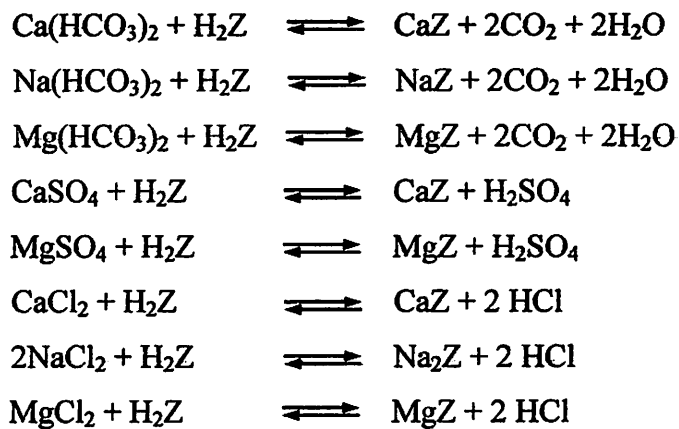 Ca(HCO₃)₂ + H₂Z ⇌ CaZ + 2CO₂ + 2H₂O
Na(HCO₃)₂ + H₂Z ⇌ NaZ + 2CO₂ + 2H₂O
Mg(HCO₃)₂ + H₂Z ⇌ MgZ + 2CO₂ + 2H₂O
CaSO₄ + H₂Z ⇌ CaZ + H₂SO₄
MgSO₄ + H₂Z ⇌ MgZ + H₂SO₄
CaCl₂ + H₂Z ⇌ CaZ + 2 HCl
2NaCl₂ + H₂Z ⇌ Na₂Z + 2 HCl
MgCl₂ + H₂Z ⇌ MgZ + 2 HCl